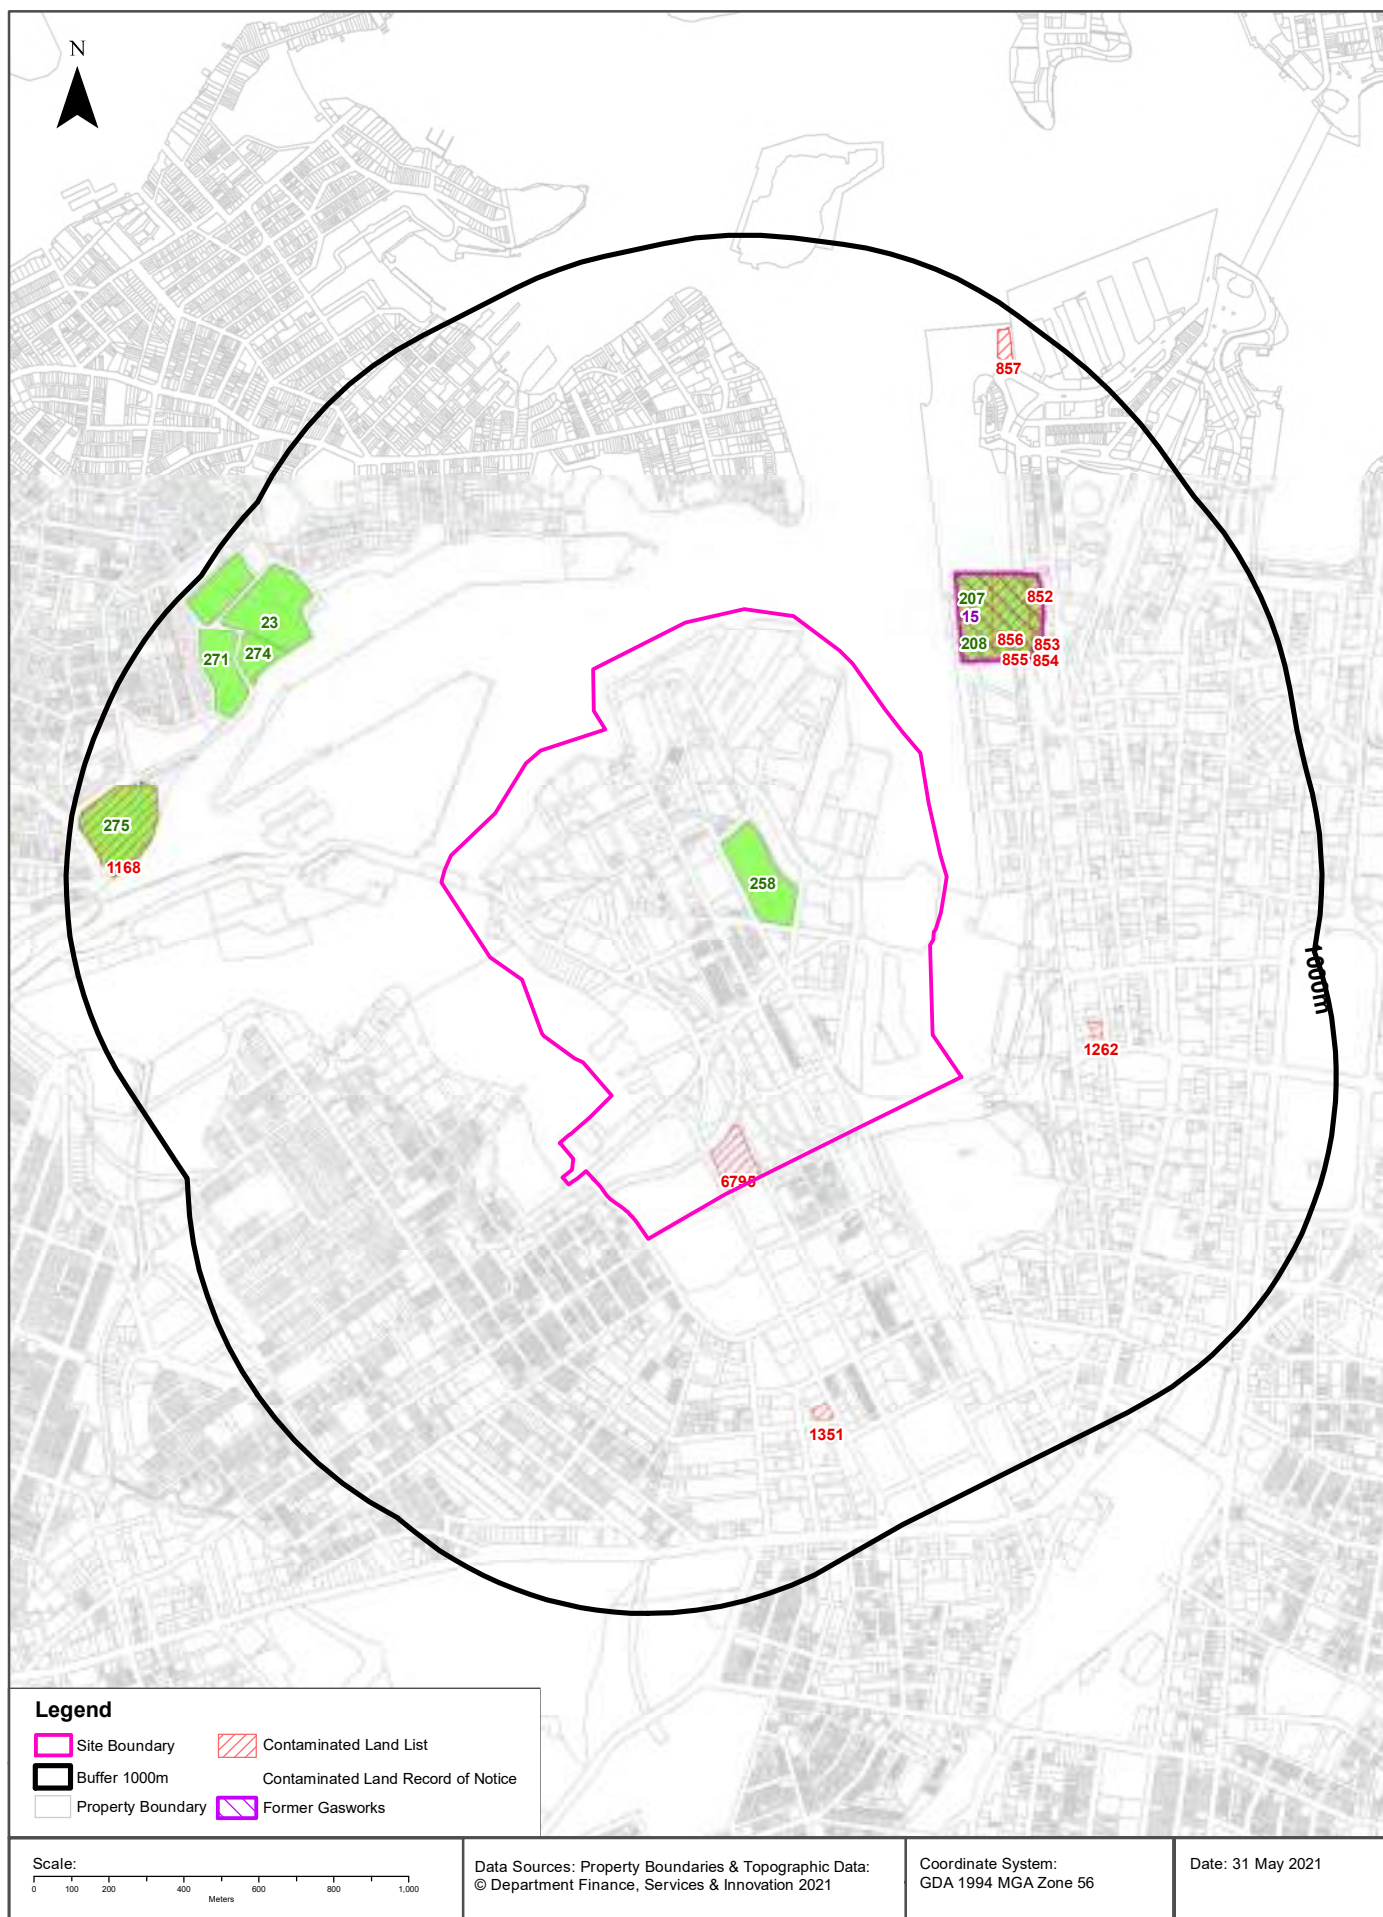 N
857
207
852
15
856
853
208
855
854
23
274
271
275
1168
258
1000m
1262
6795
1351
Legend
Site Boundary
Contaminated Land List
Buffer 1000m
Contaminated Land Record of Notice
Property Boundary
Former Gasworks
Scale:
0 100 200 400 600 800 1,000
Meters
Data Sources: Property Boundaries & Topographic Data:
© Department Finance, Services & Innovation 2021
Coordinate System:
GDA 1994 MGA Zone 56
Date: 31 May 2021